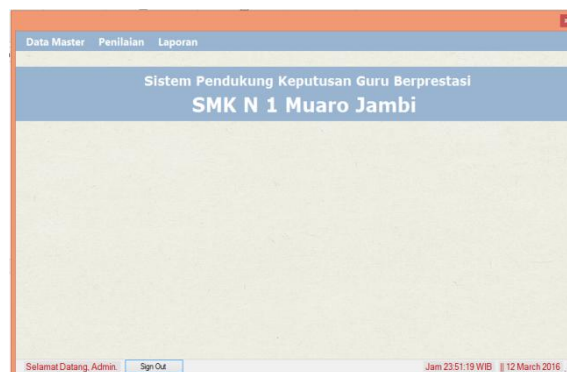 Data Master Penilaian Laporan
Sistem Pendukung Keputusan Guru Berprestasi
SMK N 1 Muaro Jambi
Selamat Datang, Admin. Sign Out Jam 23:51:19 WIB || 12 March 2016